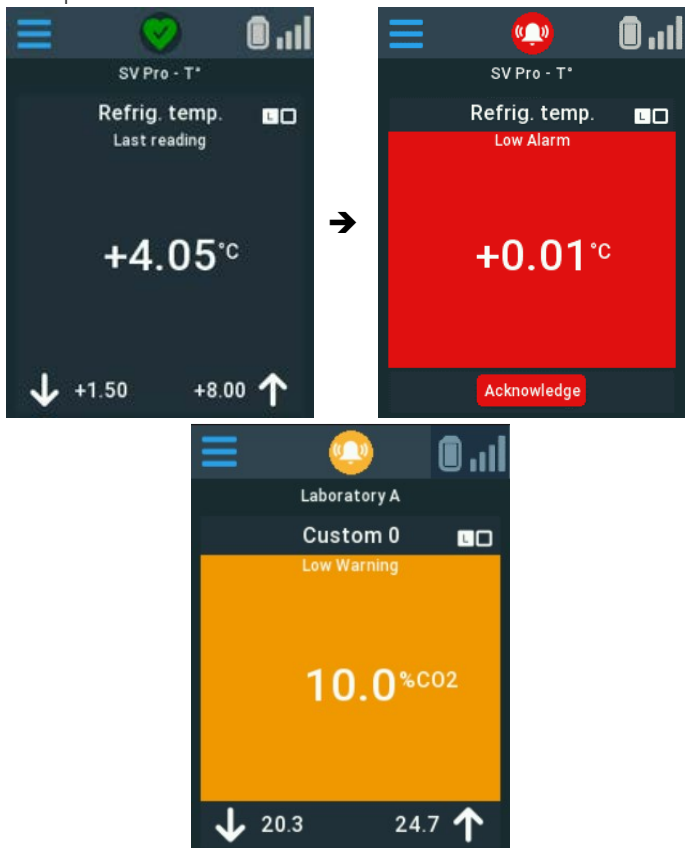 SV Pro - T°
Refrig. temp. L
Last reading
+4.05°C
+1.50 +8.00
SV Pro - T°
Refrig. temp. L
Low Alarm
+0.01°C
Acknowledge
Laboratory A
Custom 0 L
Low Warning
10.0%CO2
20.3 24.7